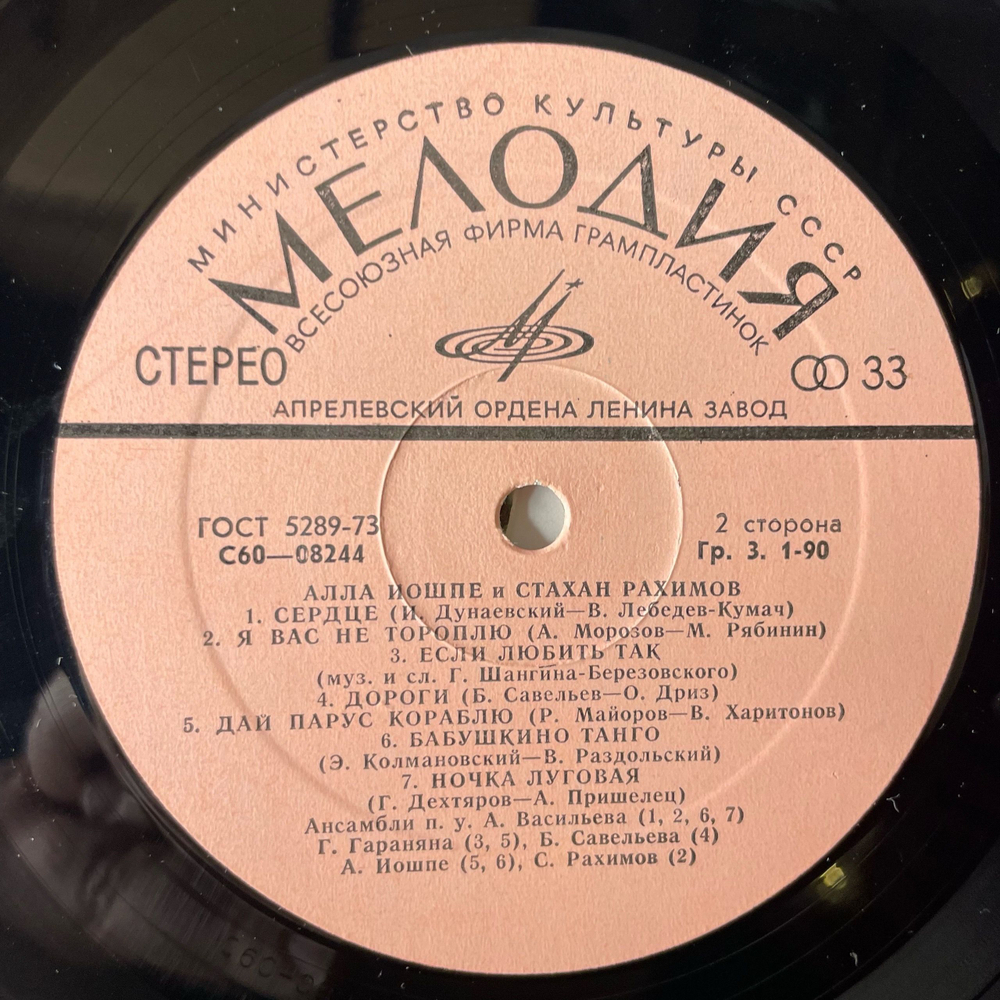 МИНИСТЕРСТВО КУЛЬТУРЫ СССР
МЕЛОДИЯ
ВСЕСОЮЗНАЯ ФИРМА ГРАМПЛАСТИНОК
СТЕРЕО
33
АПРЕЛЕВСКИЙ ОРДЕНА ЛЕНИНА ЗАВОД
ГОСТ 5289-73
2 сторона
С60—08244
Гр. 3. 1-90
АЛЛА ИОШПЕ и СТАХАН РАХИМОВ
1. СЕРДЦЕ (И. Дунаевский—В. Лебедев-Кумач)
2. Я ВАС НЕ ТОРОПЛЮ (А. Морозов—М. Рябинин)
3. ЕСЛИ ЛЮБИТЬ ТАК
(муз. и сл. Г. Шангина-Березовского)
4. ДОРОГИ (Б. Савельев—О. Дриз)
5. ДАЙ ПАРУС КОРАБЛЮ (Р. Майоров—В. Харитонов)
6. БАБУШКИНО ТАНГО
(Э. Колмановский—В. Раздольский)
7. НОЧКА ЛУГОВАЯ
(Г. Дехтяров—А. Пришелец)
Ансамбли п. у. А. Васильева (1, 2, 6, 7)
Г. Гараняна (3, 5), Б. Савельева (4)
А. Иошпе (5, 6), С. Рахимов (2)